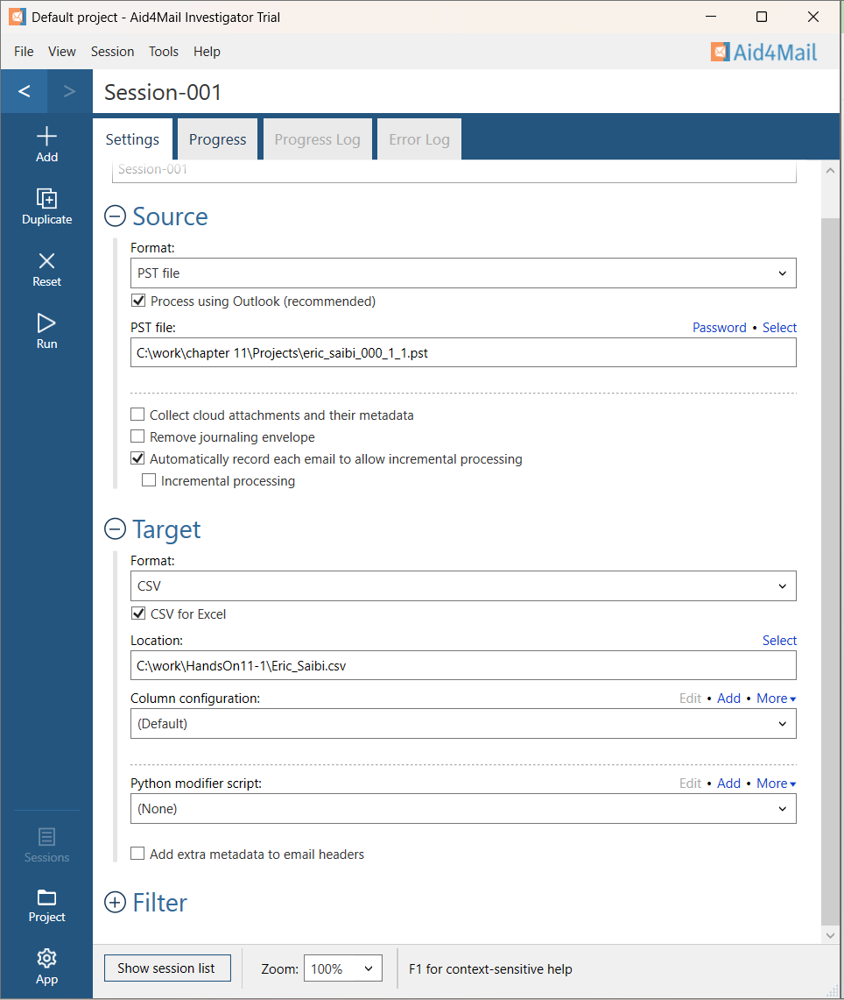 Default project - Aid4Mail Investigator Trial
File View Session Tools Help
Aid4Mail
< >
Session-001
Settings Progress Progress Log Error Log
Add
Duplicate
Reset
Run
Sessions
Project
App
Session-001
Source
Format:
PST file
Process using Outlook (recommended)
PST file: Password • Select
C:\work\chapter 11\Projects\eric_saibi_000_1_1.pst
Collect cloud attachments and their metadata
Remove journaling envelope
Automatically record each email to allow incremental processing
Incremental processing
Target
Format:
CSV
CSV for Excel
Location: Select
C:\work\HandsOn11-1\Eric_Saibi.csv
Column configuration: Edit • Add • More
(Default)
Python modifier script: Edit • Add • More
(None)
Add extra metadata to email headers
Filter
Show session list Zoom: 100% F1 for context-sensitive help